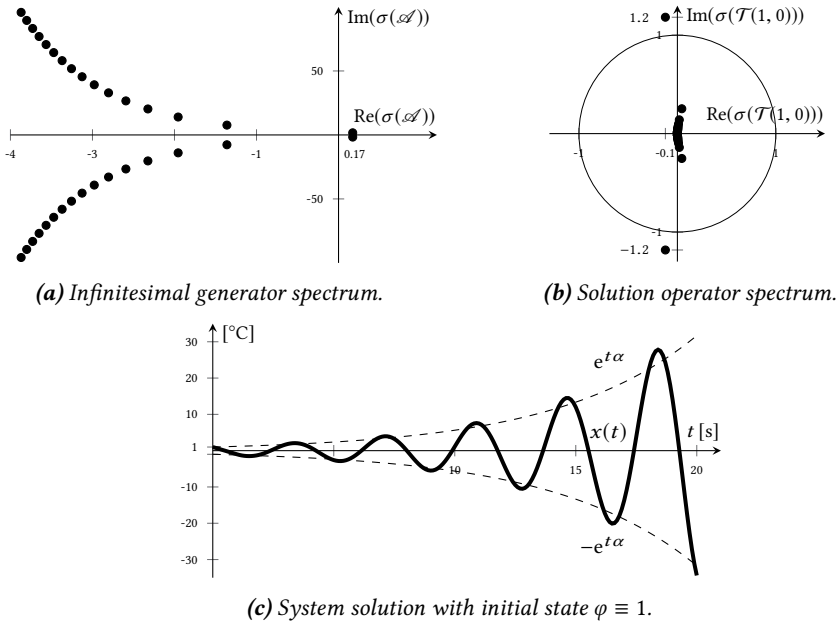 Im(σ(𝒜))
50
Re(σ(𝒜))
-4
-3
-1
0.17
-50
1.2
Im(σ(𝒯(1, 0)))
1
Re(σ(𝒯(1, 0)))
-1
-0.1
1
-1
−1.2
(a) Infinitesimal generator spectrum.
(b) Solution operator spectrum.
[°C]
30
20
10
1
-10
-20
-30
e^{tα}
x(t)
t [s]
10
15
20
−e^{tα}
(c) System solution with initial state φ ≡ 1.